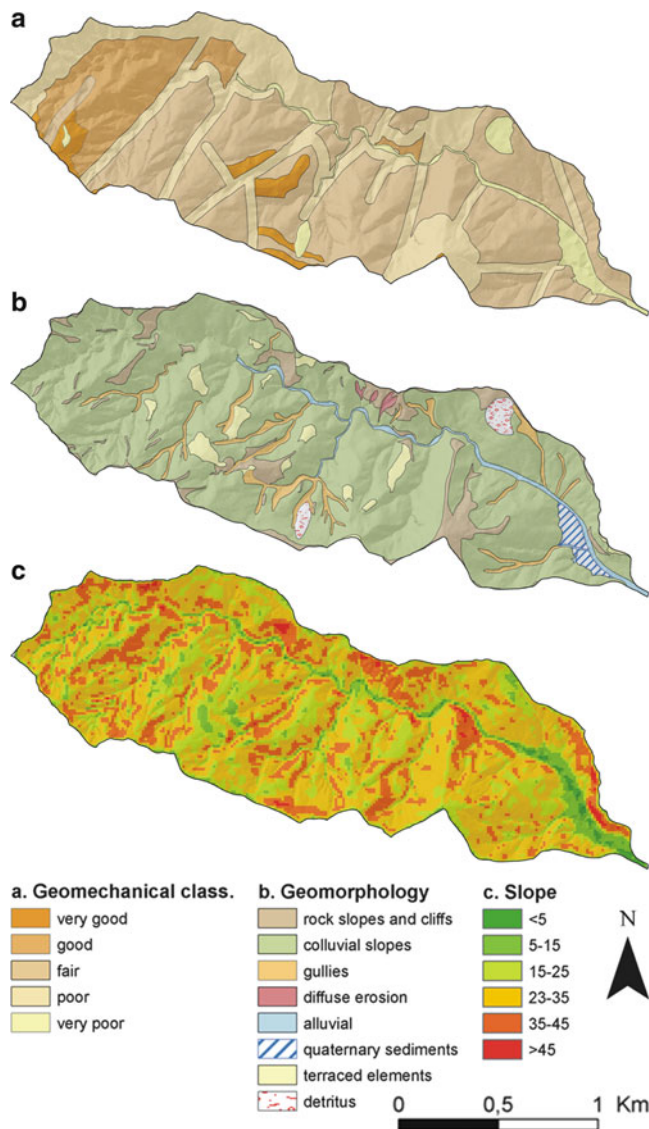 a
b
c
a. Geomechanical class.
very good
good
fair
poor
very poor
b. Geomorphology
rock slopes and cliffs
colluvial slopes
gullies
diffuse erosion
alluvial
quaternary sediments
terraced elements
detritus
c. Slope
<5
5-15
15-25
23-35
35-45
>45
N
0 0,5 1 Km